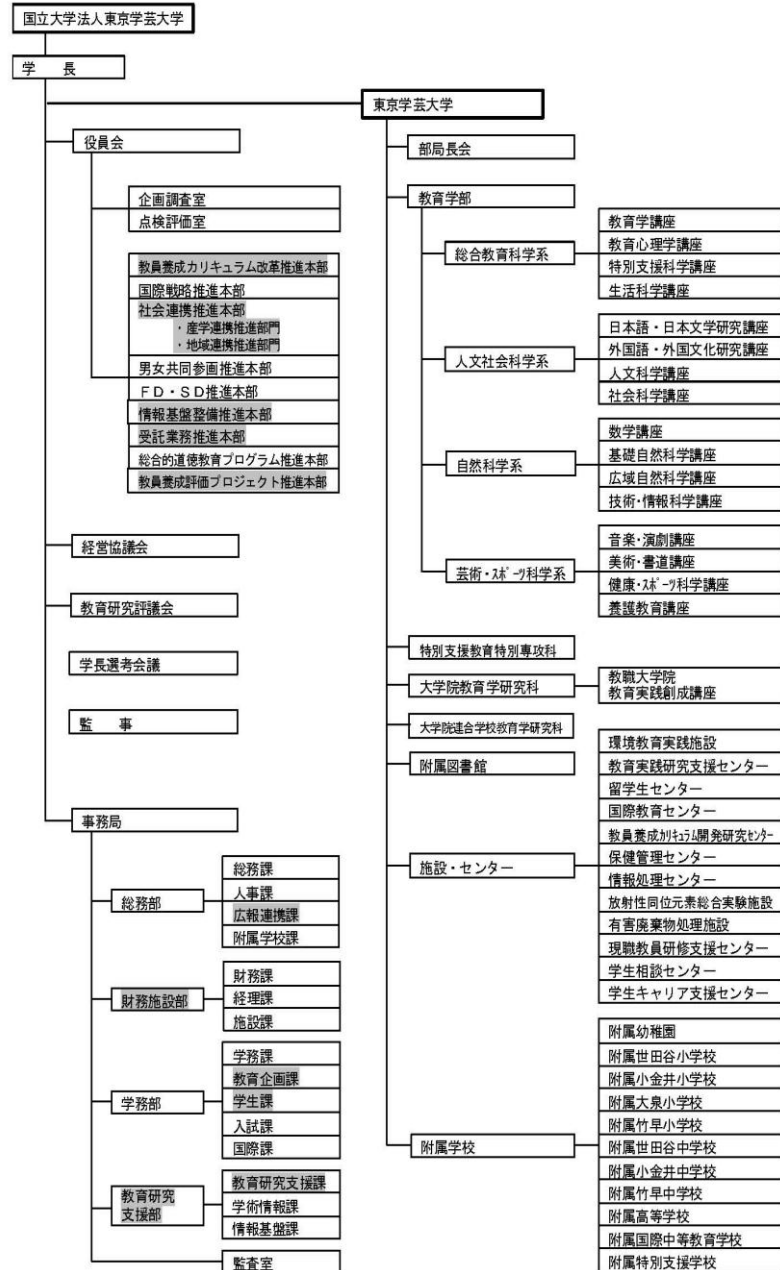 国立大学法人東京学芸大学
学　　長
役員会
企画調査室
点検評価室
教員養成カリキュラム改革推進本部
国際戦略推進本部
社会連携推進本部
・産学連携推進部門
・地域連携推進部門
男女共同参画推進本部
ＦＤ・ＳＤ推進本部
情報基盤整備推進本部
受託業務推進本部
総合的道徳教育プログラム推進本部
教員養成評価プロジェクト推進本部
経営協議会
教育研究評議会
学長選考会議
監　　事
事務局
総務部
総務課
人事課
広報連携課
附属学校課
財務施設部
財務課
経理課
施設課
学務部
学務課
教育企画課
学生課
入試課
国際課
教育研究
支援部
教育研究支援課
学術情報課
情報基盤課
監査室
東京学芸大学
部局長会
教育学部
総合教育科学系
教育学講座
教育心理学講座
特別支援科学講座
生活科学講座
人文社会科学系
日本語・日本文学研究講座
外国語・外国文化研究講座
人文科学講座
社会科学講座
自然科学系
数学講座
基礎自然科学講座
広域自然科学講座
技術・情報科学講座
芸術・ｽﾎﾟｰﾂ科学系
音楽・演劇講座
美術・書道講座
健康・ｽﾎﾟｰﾂ科学講座
養護教育講座
特別支援教育特別専攻科
大学院教育学研究科
教職大学院
教育実践創成講座
大学院連合学校教育学研究科
附属図書館
施設・センター
環境教育実践施設
教育実践研究支援センター
留学生センター
国際教育センター
教員養成ｶﾘｷｭﾗﾑ開発研究ｾﾝﾀｰ
保健管理センター
情報処理センター
放射性同位元素総合実験施設
有害廃棄物処理施設
現職教員研修支援センター
学生相談センター
学生キャリア支援センター
附属学校
附属幼稚園
附属世田谷小学校
附属小金井小学校
附属大泉小学校
附属竹早小学校
附属世田谷中学校
附属小金井中学校
附属竹早中学校
附属高等学校
附属国際中等教育学校
附属特別支援学校